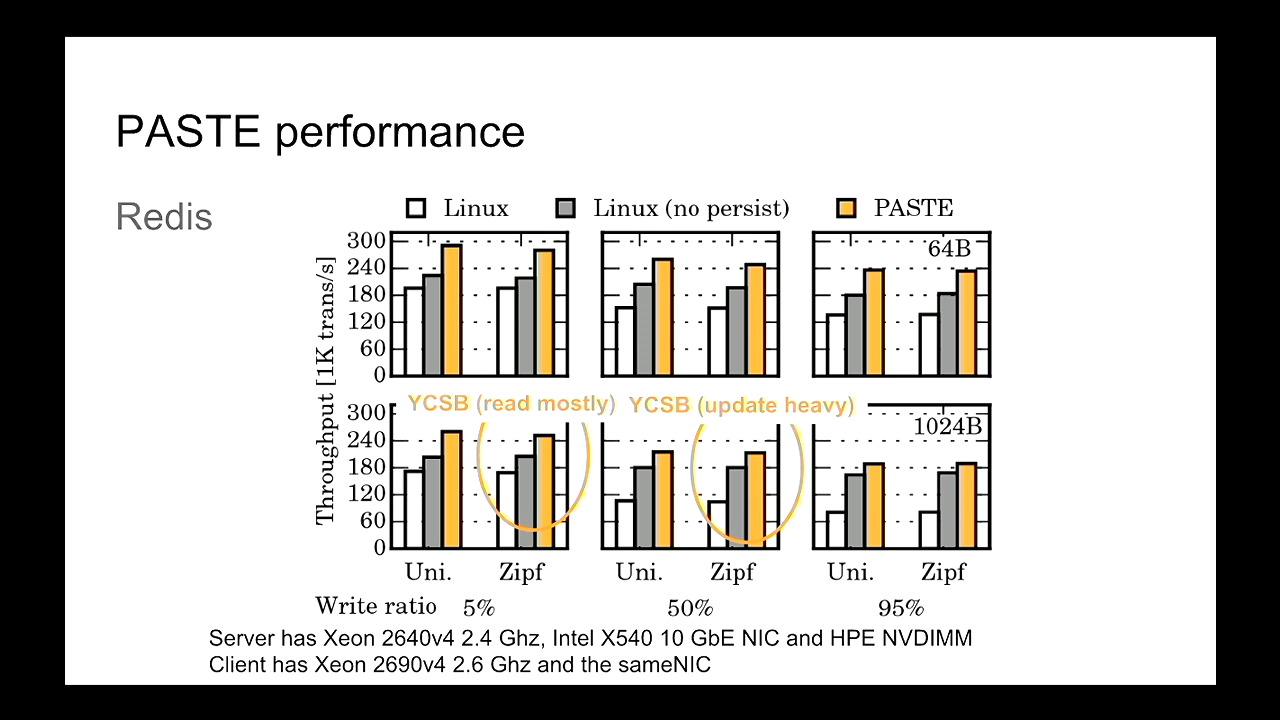 PASTE performance
Redis
Linux Linux (no persist) PASTE
Throughput [1K trans/s]
300
240
180
120
60
0
64B
YCSB (read mostly) YCSB (update heavy)
300
240
180
120
60
0
1024B
Uni. Zipf Uni. Zipf Uni. Zipf
Write ratio 5% 50% 95%
Server has Xeon 2640v4 2.4 Ghz, Intel X540 10 GbE NIC and HPE NVDIMM
Client has Xeon 2690v4 2.6 Ghz and the sameNIC